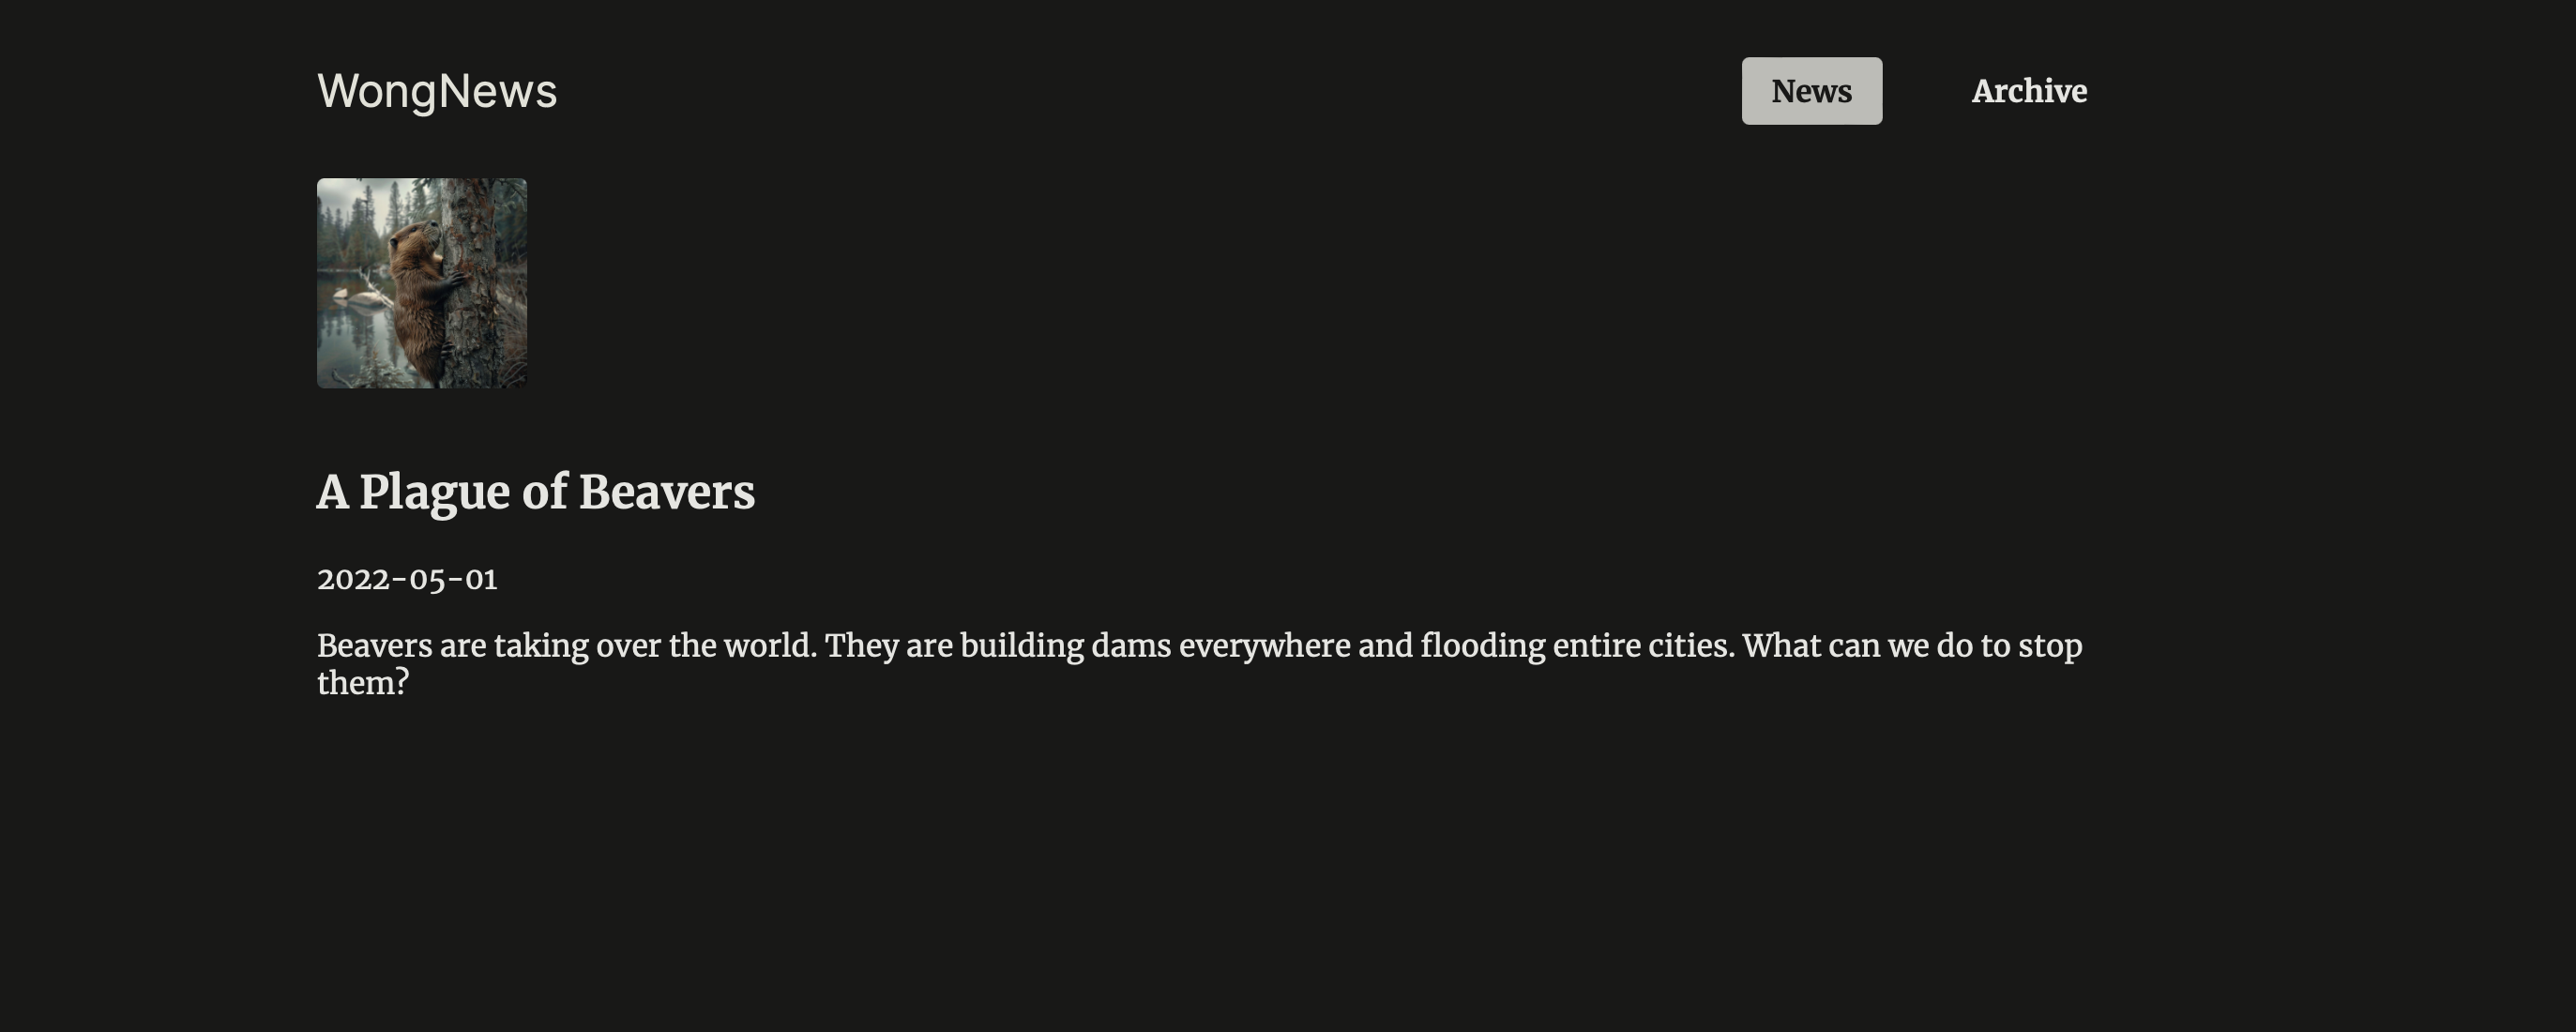 WongNews
News
Archive
A Plague of Beavers
2022-05-01
Beavers are taking over the world. They are building dams everywhere and flooding entire cities. What can we do to stop
them?